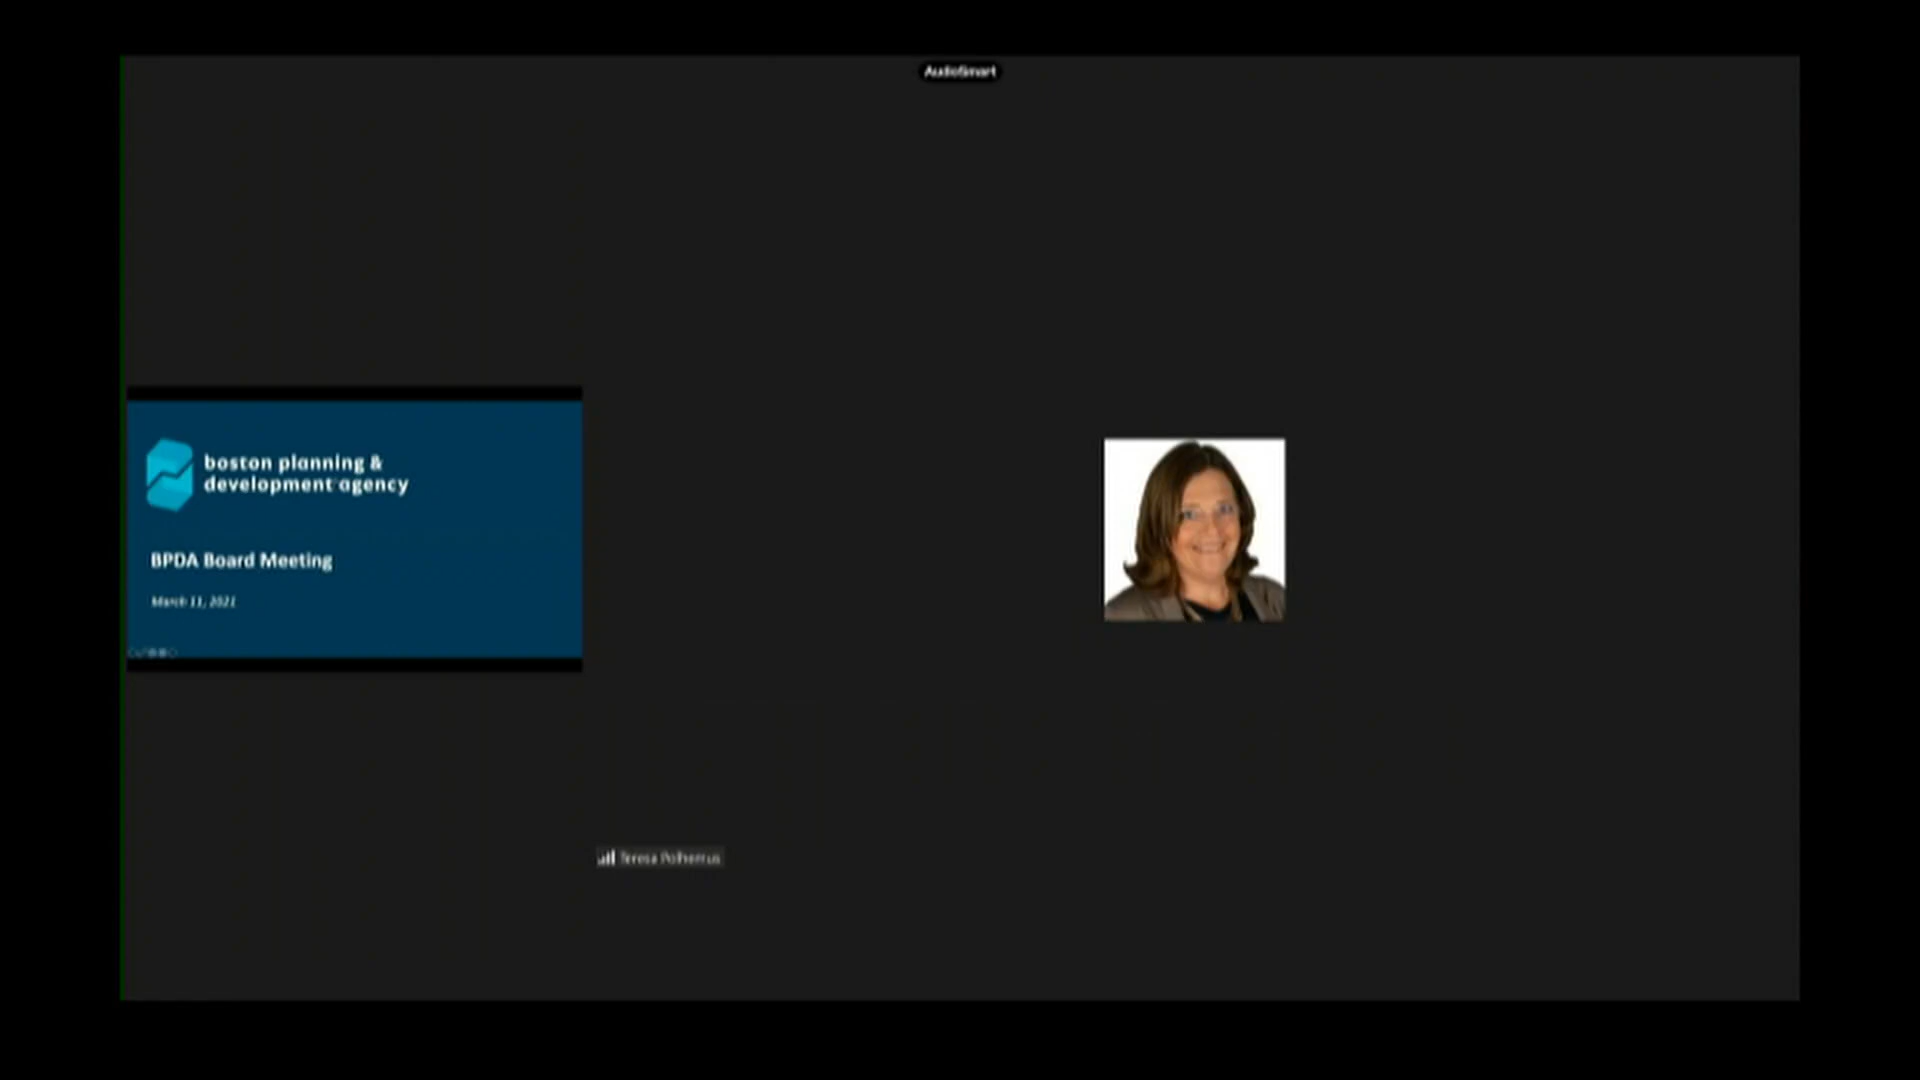 AudioSmart
boston planning &
development agency
BPDA Board Meeting
March 11, 2021
Teresa Polhemus